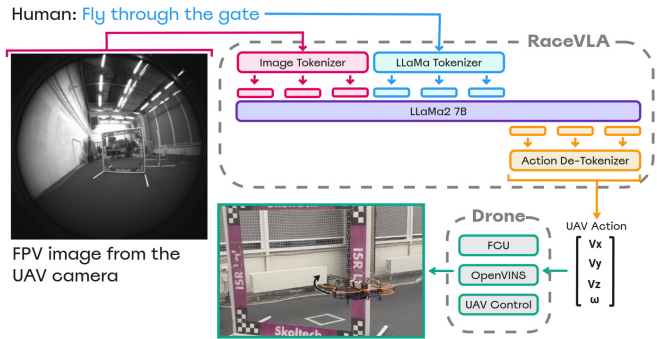 Human: Fly through the gate
RaceVLA
Image Tokenizer
LLaMa Tokenizer
LLaMa2 7B
Action De-Tokenizer
FPV image from the
UAV camera
UAV Action
Vx
Vy
Vz
ω
Drone
FCU
OpenVINS
UAV Control
ISR
ISR L
Skoltech